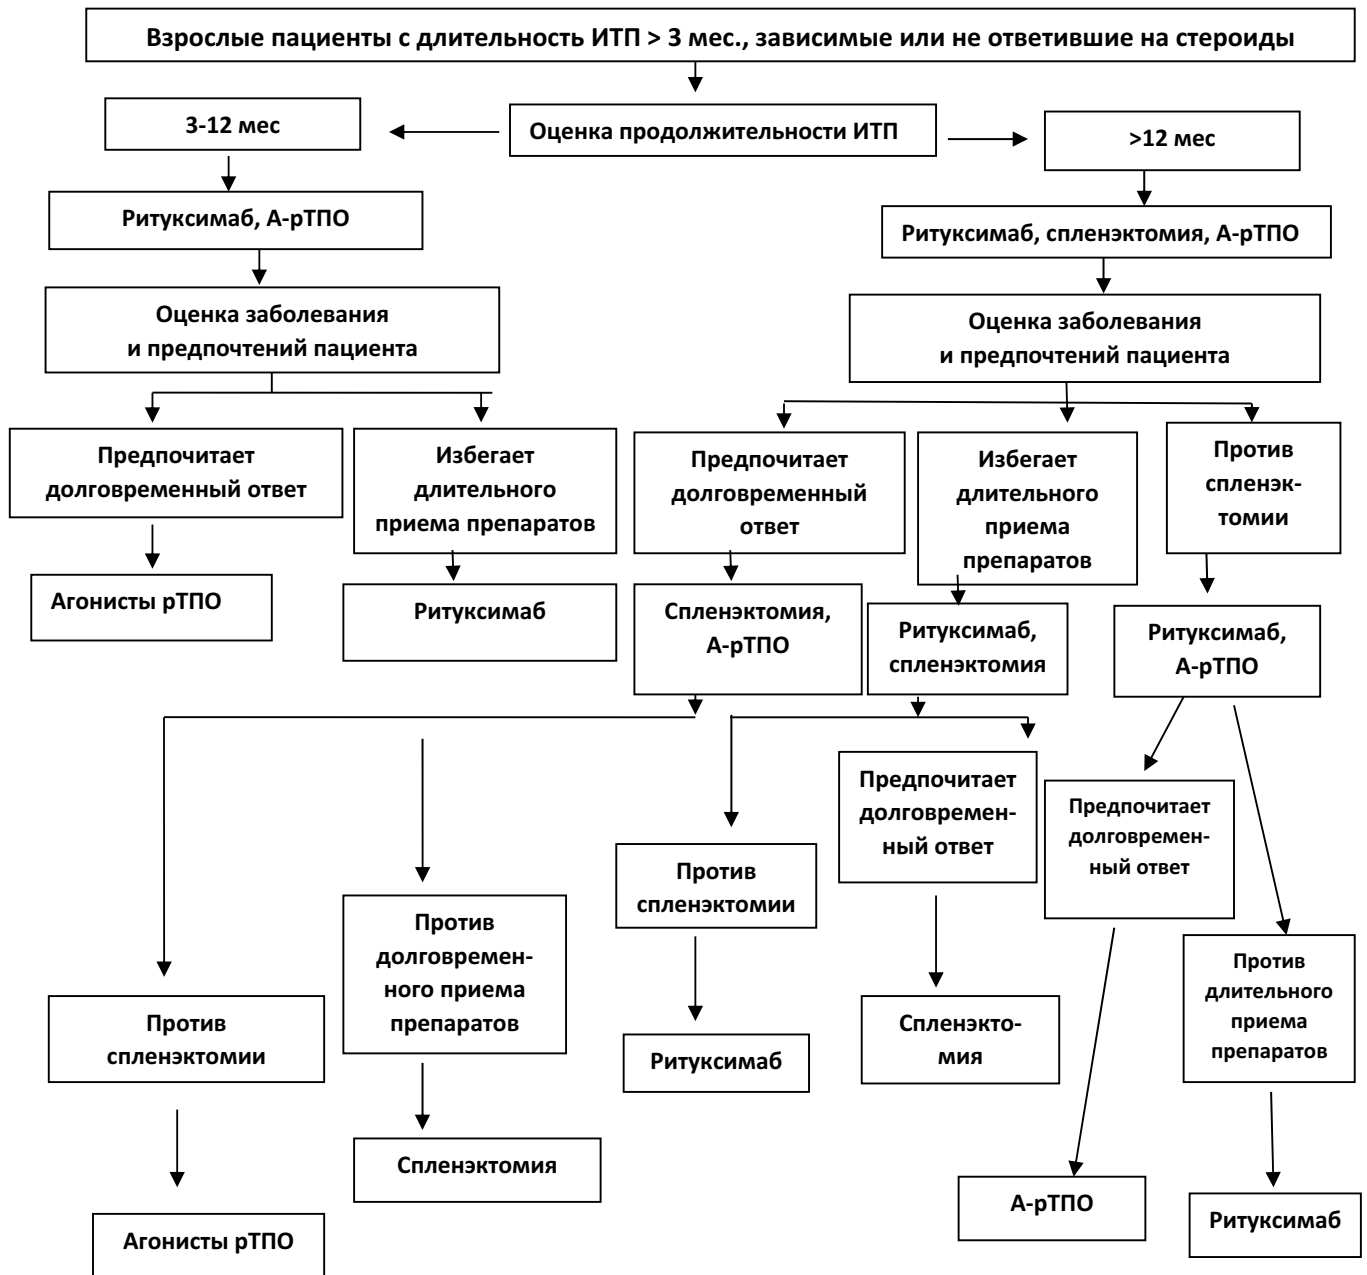 Взрослые пациенты с длительность ИТП > 3 мес., зависимые или не ответившие на стероиды
3-12 мес
Оценка продолжительности ИТП
>12 мес
Ритуксимаб, А-рТПО
Ритуксимаб, спленэктомия, А-рТПО
Оценка заболевания
и предпочтений пациента
Оценка заболевания
и предпочтений пациента
Предпочитает
долговременный ответ
Избегает
длительного
приема препаратов
Предпочитает
долговременный
ответ
Избегает
длительного
приема
препаратов
Против
спленэк-
томии
Агонисты рТПО
Ритуксимаб
Спленэктомия,
А-рТПО
Ритуксимаб,
спленэктомия
Ритуксимаб,
А-рТПО
Предпочитает
долговремен-
ный ответ
Предпочитает
долговремен-
ный ответ
Против
спленэктомии
Против
долговремен-
ного приема
препаратов
Против
длительного
приема
препаратов
Против
спленэктомии
Ритуксимаб
Спленэкто-
мия
Спленэктомия
А-рТПО
Ритуксимаб
Агонисты рТПО